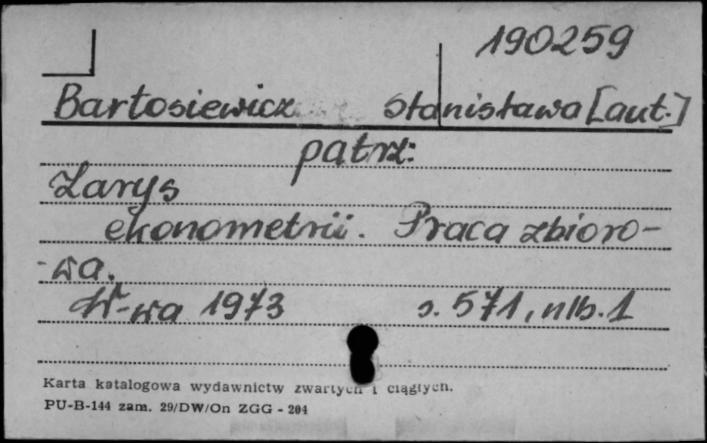 190259
Bartosiewicz Stanisława [aut.]
patrz:
Zarys
ekonometrii. Praca zbioro-
-wa.
W-wa 1973 s. 571, nlb. 1
Karta katalogowa wydawnictw zwartych i ciągłych.
PU-B-144 zam. 29/DW/On ZGG - 204